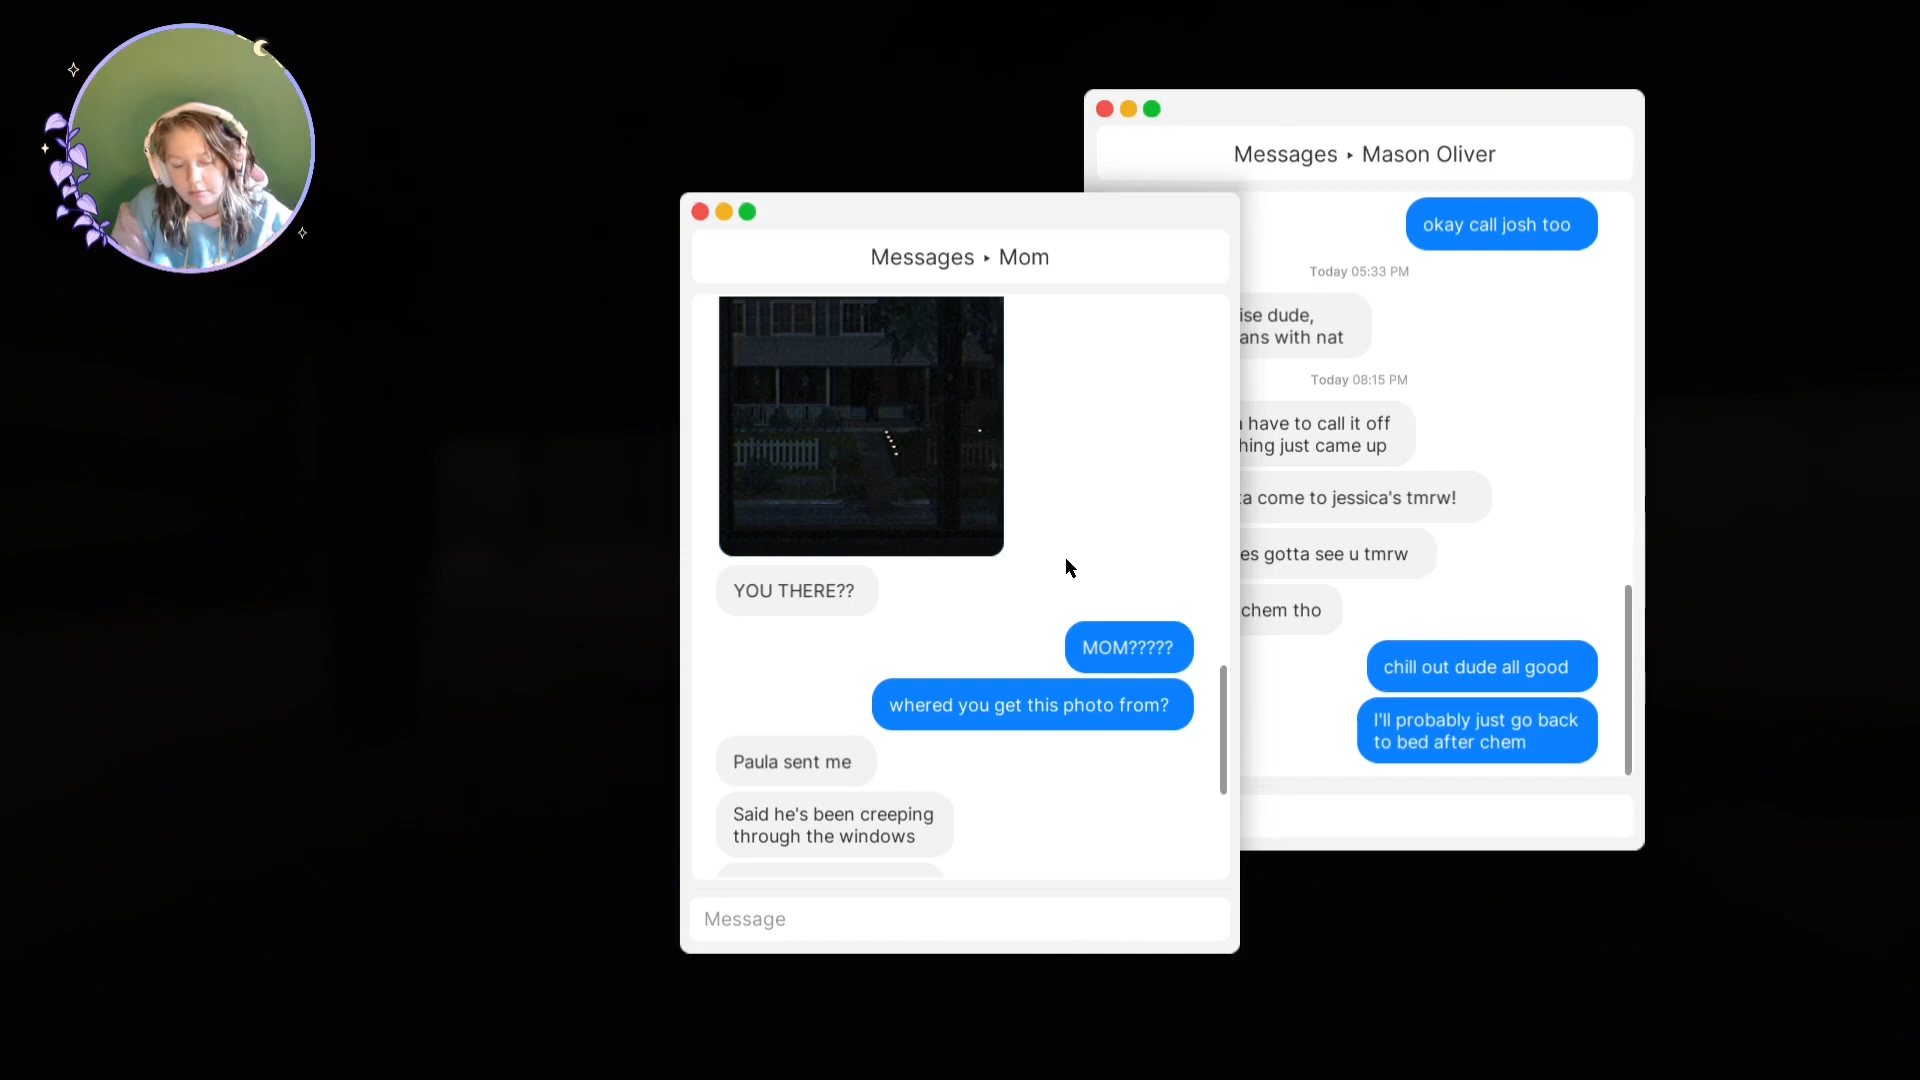 Messages ▸ Mason Oliver
okay call josh too
Today 05:33 PM
ise dude,
ans with nat
Today 08:15 PM
have to call it off
hing just came up
a come to jessica's tmrw!
es gotta see u tmrw
chem tho
chill out dude all good
I'll probably just go back
to bed after chem
Messages ▸ Mom
YOU THERE??
MOM?????
whered you get this photo from?
Paula sent me
Said he's been creeping
through the windows
Message